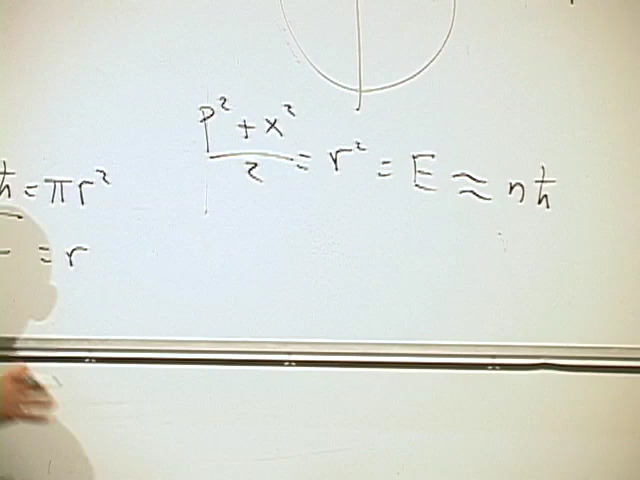 p² + x² / 2 = r² = E ≈ nħ
ħ = πr²
= r